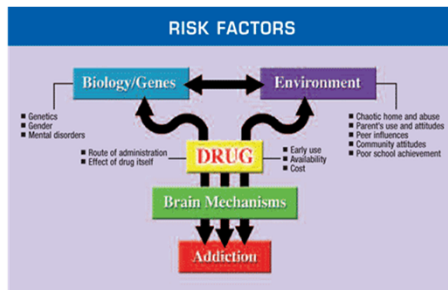 RISK FACTORS
Biology/Genes
Environment
■ Genetics
■ Gender
■ Mental disorders
■ Chaotic home and abuse
■ Parent's use and attitudes
■ Peer influences
■ Community attitudes
■ Poor school achievement
■ Route of administration
■ Effect of drug itself
DRUG
■ Early use
■ Availability
■ Cost
Brain Mechanisms
Addiction